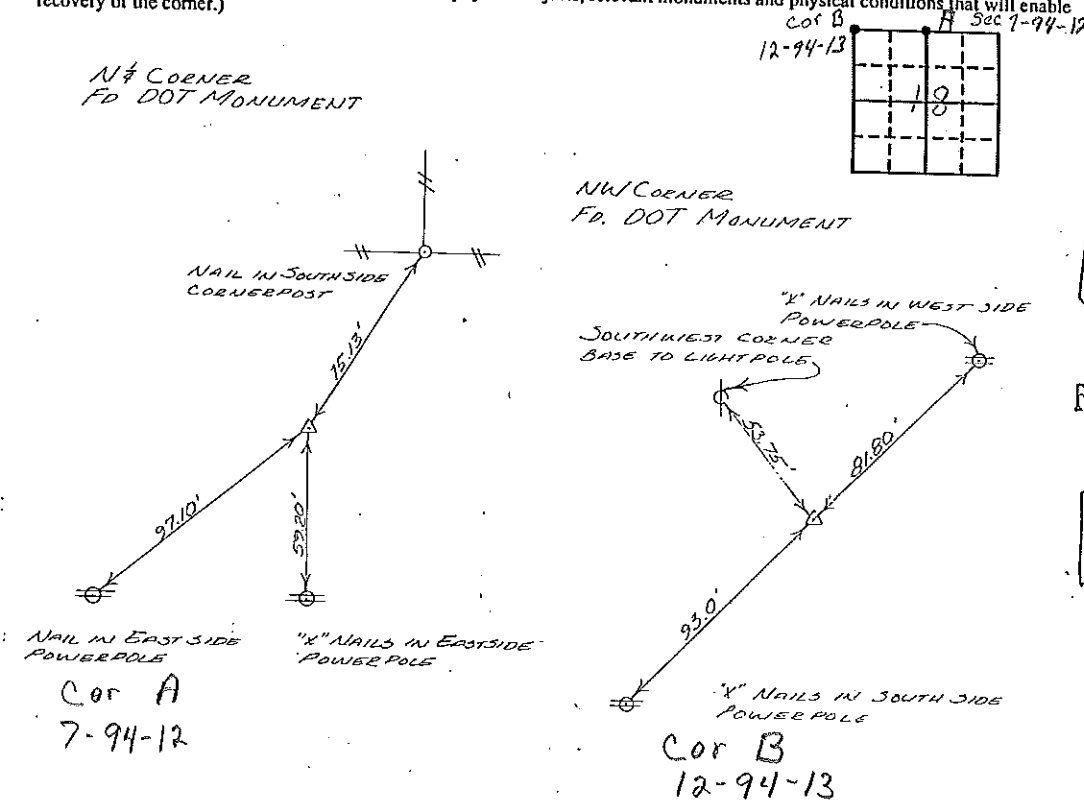 recovery of the corner.)
relevant monuments and physical conditions that will enable
Cor B
A Sec 7-94-12
12-94-13
18
N¼ CORNER
FD DOT MONUMENT
NAIL IN SOUTH SIDE
CORNERPOST
75.13'
97.10'
59.20'
NAIL IN EAST SIDE
POWERPOLE
"X" NAILS IN EASTSIDE
POWERPOLE
Cor A
7-94-12
NW CORNER
FD. DOT MONUMENT
"X" NAILS IN WEST SIDE
POWERPOLE
SOUTHWEST CORNER
BASE TO LIGHTPOLE
53.75'
81.80'
93.0'
"X" NAILS IN SOUTH SIDE
POWERPOLE
Cor B
12-94-13